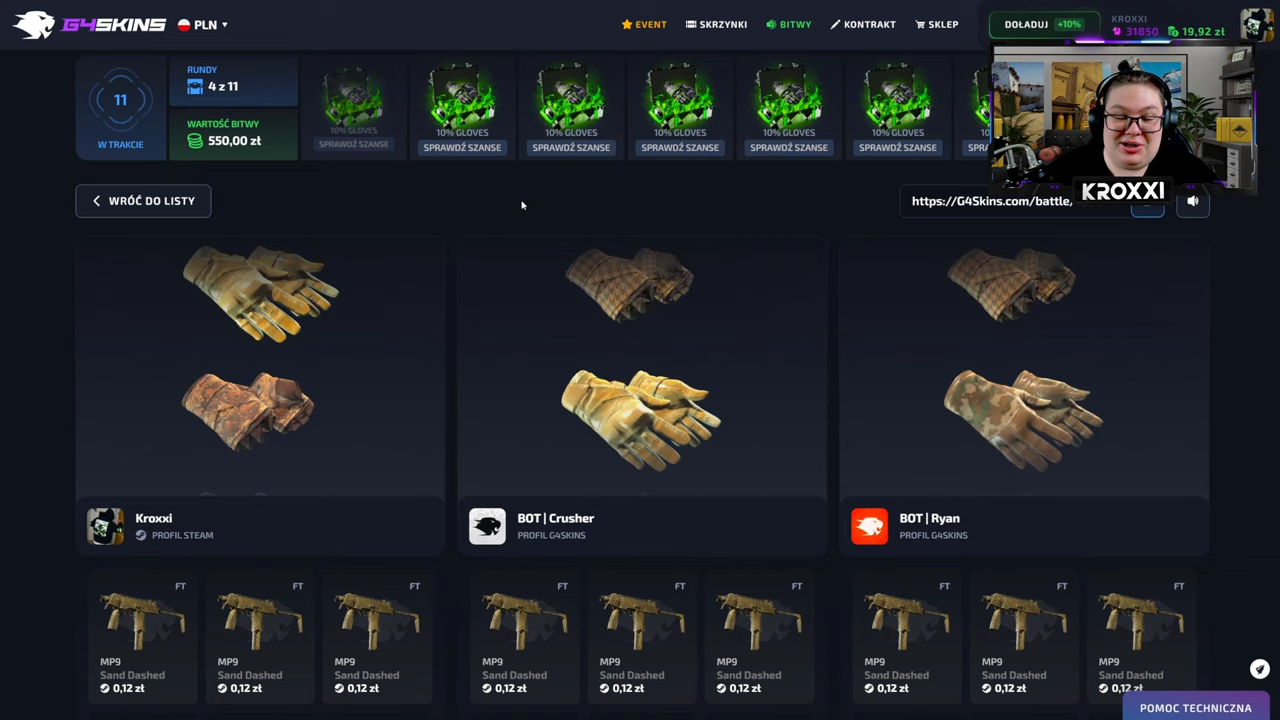 G4SKINS
PLN
EVENT
SKRZYNKI
BITWY
KONTRAKT
SKLEP
DOŁADUJ +10%
KROXXI
31850 19,92 zł
11
W TRAKCIE
RUNDY
4 z 11
WARTOŚĆ BITWY
550,00 zł
10% GLOVES
SPRAWDŹ SZANSE
10% GLOVES
SPRAWDŹ SZANSE
10% GLOVES
SPRAWDŹ SZANSE
10% GLOVES
SPRAWDŹ SZANSE
10% GLOVES
SPRAWDŹ SZANSE
10% GLOVES
SPRAWDŹ SZANSE
KROXXI
WRÓĆ DO LISTY
https://G4Skins.com/battle/
Kroxxi
PROFIL STEAM
BOT | Crusher
PROFIL G4SKINS
BOT | Ryan
PROFIL G4SKINS
FT FT FT FT FT FT FT FT FT
MP9 MP9 MP9 MP9 MP9 MP9 MP9 MP9 MP9
Sand Dashed Sand Dashed Sand Dashed Sand Dashed Sand Dashed Sand Dashed Sand Dashed Sand Dashed Sand Dashed
0,12 zł 0,12 zł 0,12 zł 0,12 zł 0,12 zł 0,12 zł 0,12 zł 0,12 zł 0,12 zł
POMOC TECHNICZNA